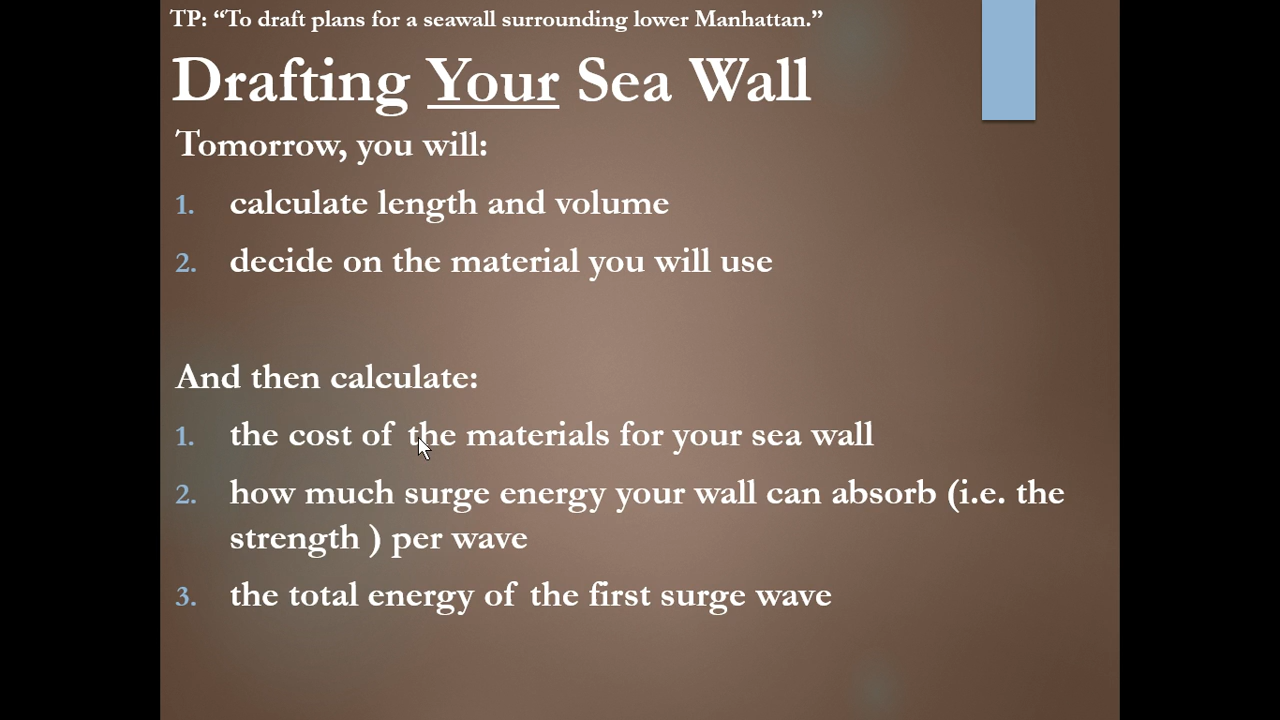 TP: “To draft plans for a seawall surrounding lower Manhattan.”
Drafting Your Sea Wall
Tomorrow, you will:
1. calculate length and volume
2. decide on the material you will use
And then calculate:
1. the cost of the materials for your sea wall
2. how much surge energy your wall can absorb (i.e. the
strength ) per wave
3. the total energy of the first surge wave